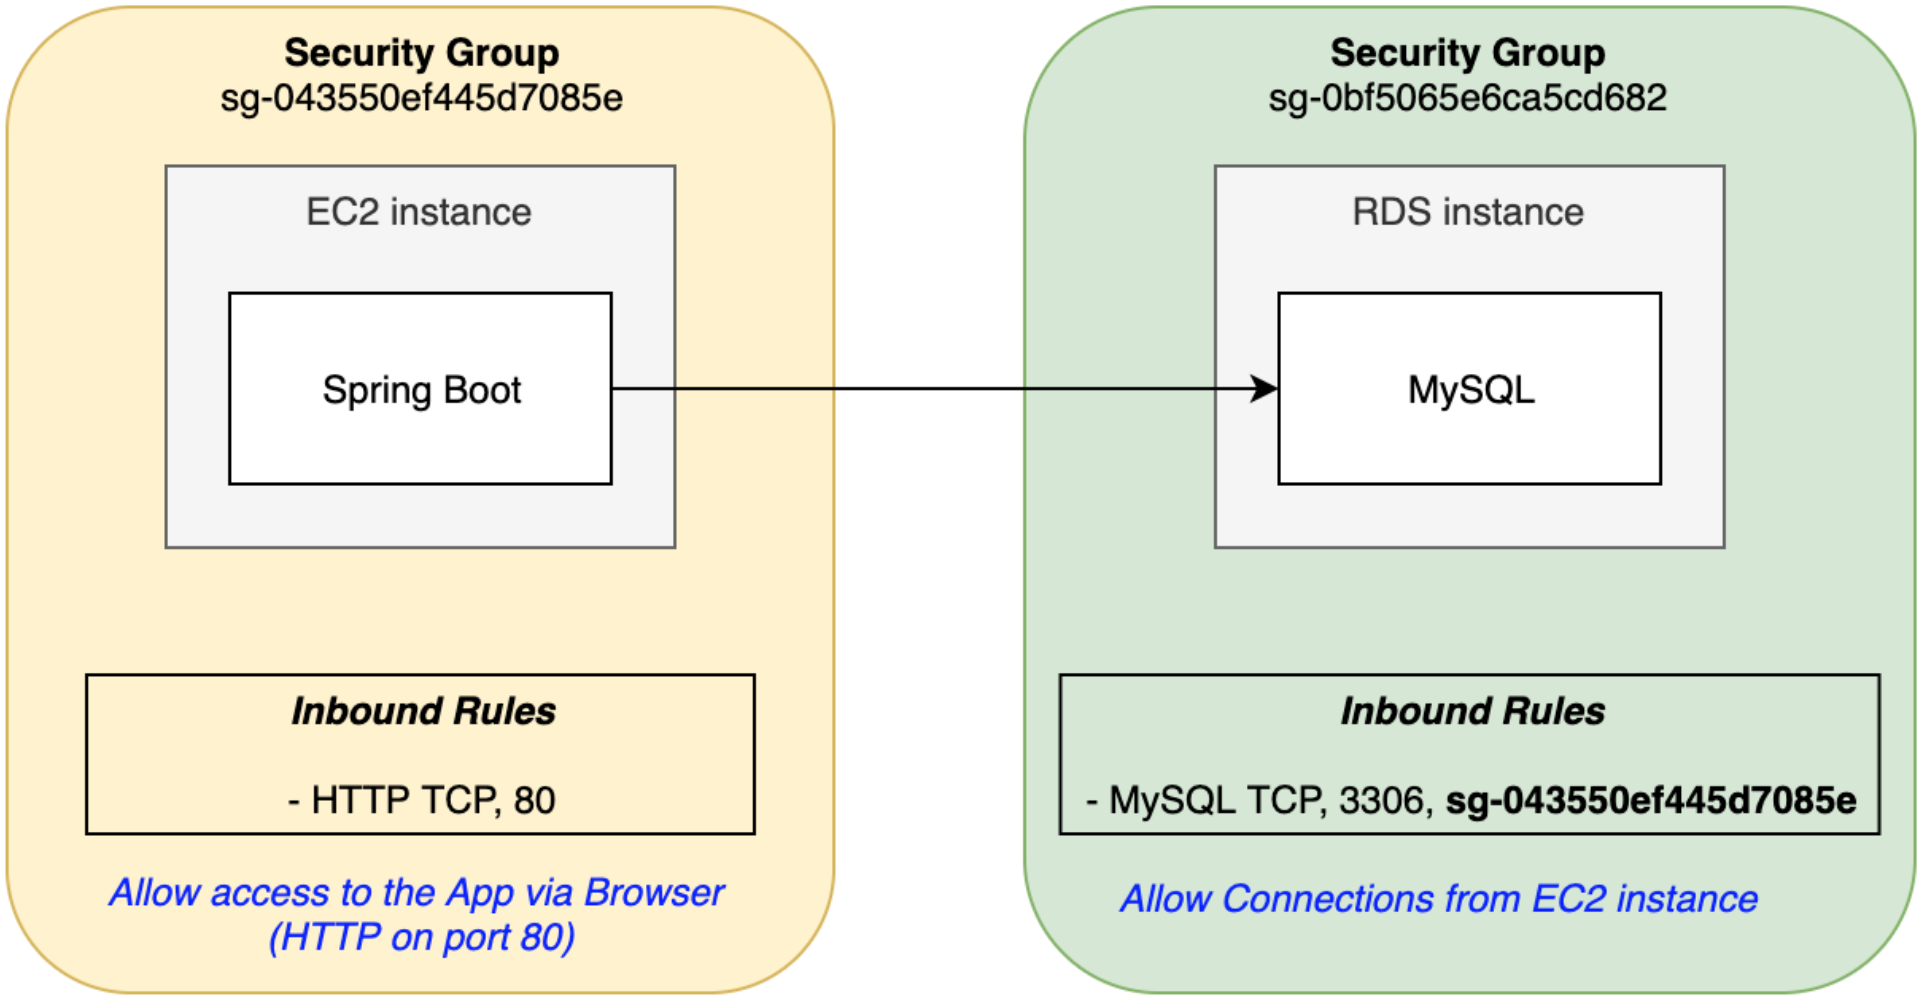 Security Group
sg-043550ef445d7085e
EC2 instance
Spring Boot
Inbound Rules
- HTTP TCP, 80
Allow access to the App via Browser
(HTTP on port 80)
Security Group
sg-0bf5065e6ca5cd682
RDS instance
MySQL
Inbound Rules
- MySQL TCP, 3306, sg-043550ef445d7085e
Allow Connections from EC2 instance